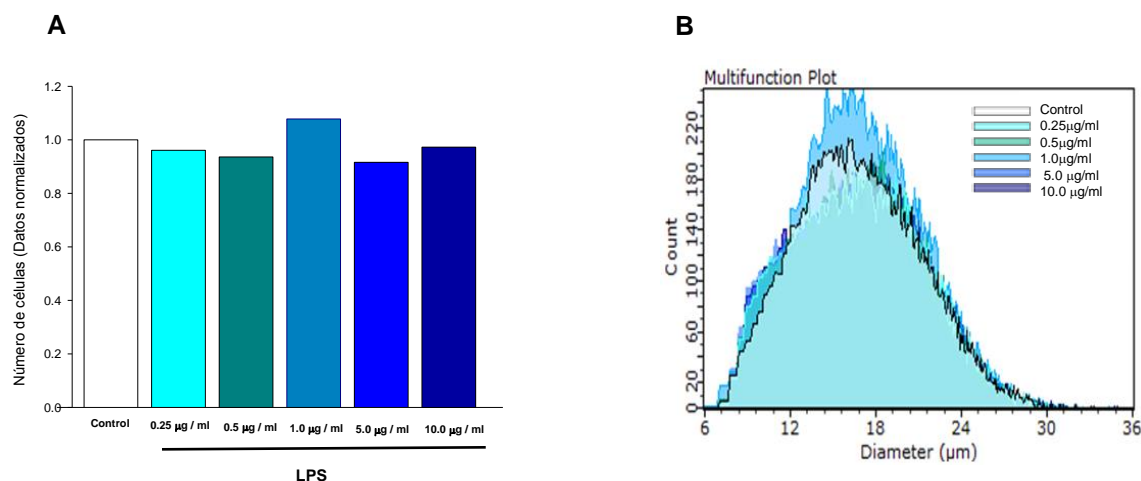 A
Número de células (Datos normalizados)
1.2
1.0
0.8
0.6
0.4
0.2
0.0
Control
0.25 µg / ml
0.5 µg / ml
1.0 µg / ml
5.0 µg / ml
10.0 µg / ml
LPS
B
Multifunction Plot
Count
220
180
140
100
60
20
0
6
12
18
24
30
36
Diameter (µm)
Control
0.25µg/ml
0.5µg/ml
1.0µg/ml
5.0 µg/ml
10.0 µg/ml